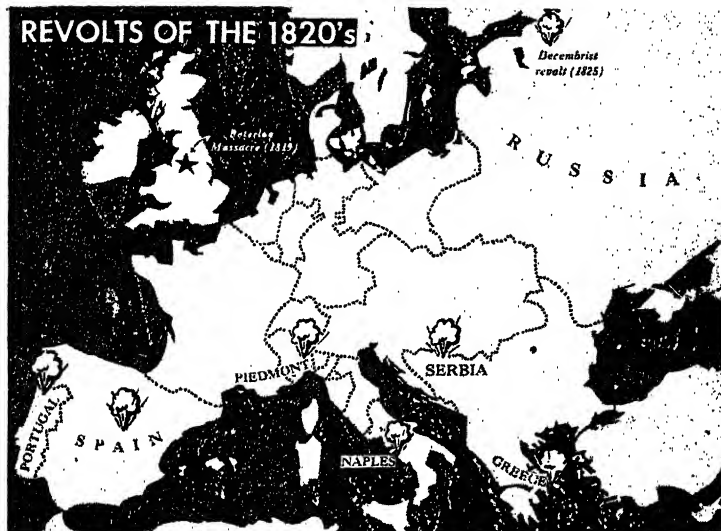 REVOLTS OF THE 1820's
Decembrist
revolt (1825)
Peterloo
Massacre (1819)
RUSSIA
PIEDMONT
SERBIA
PORTUGAL
SPAIN
NAPLES
GREECE